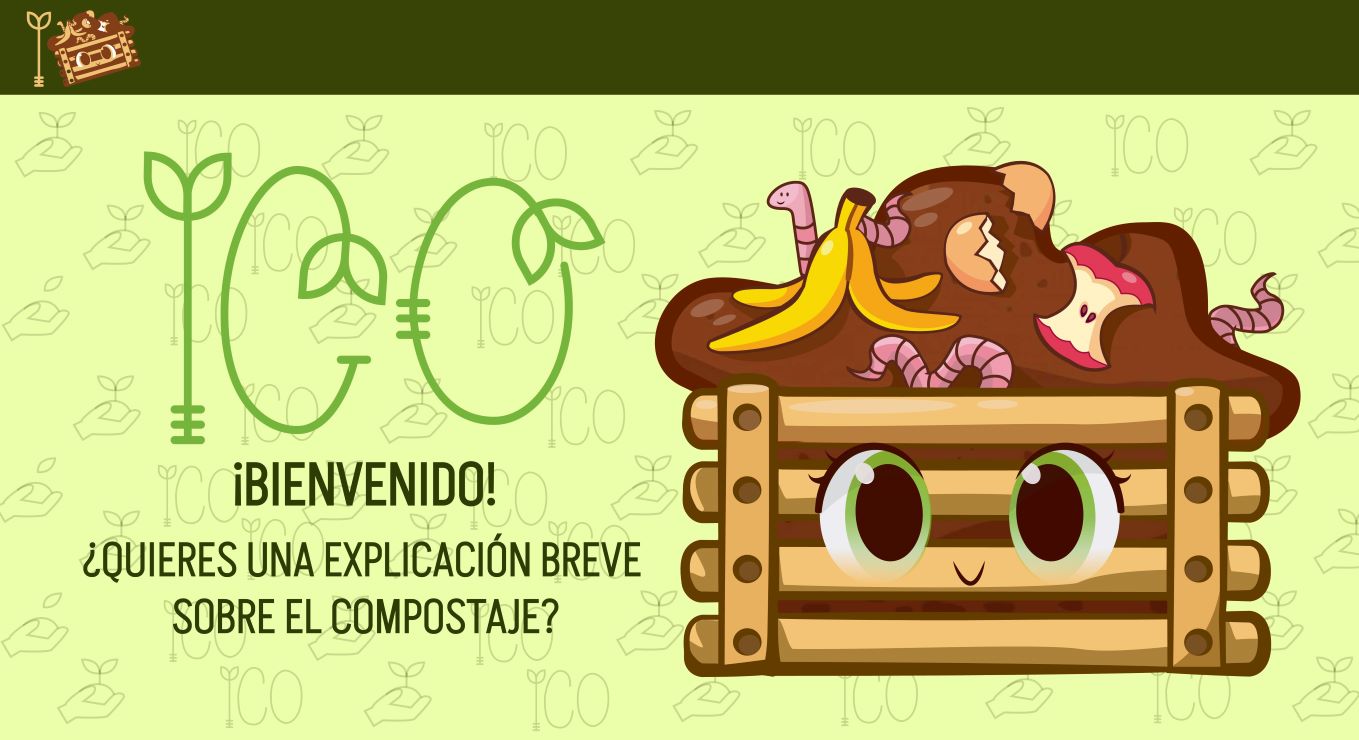 ICO
¡BIENVENIDO!
¿QUIERES UNA EXPLICACIÓN BREVE
SOBRE EL COMPOSTAJE?